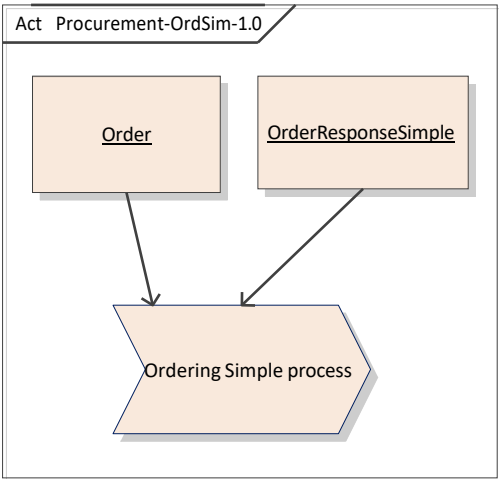 Act Procurement-OrdSim-1.0
Order
OrderResponseSimple
Ordering Simple process